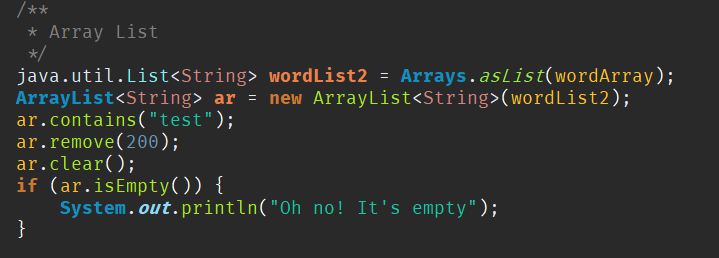 /**
 * Array List
 */
java.util.List<String> wordList2 = Arrays.asList(wordArray);
ArrayList<String> ar = new ArrayList<String>(wordList2);
ar.contains("test");
ar.remove(200);
ar.clear();
if (ar.isEmpty()) {
    System.out.println("Oh no! It's empty");
}